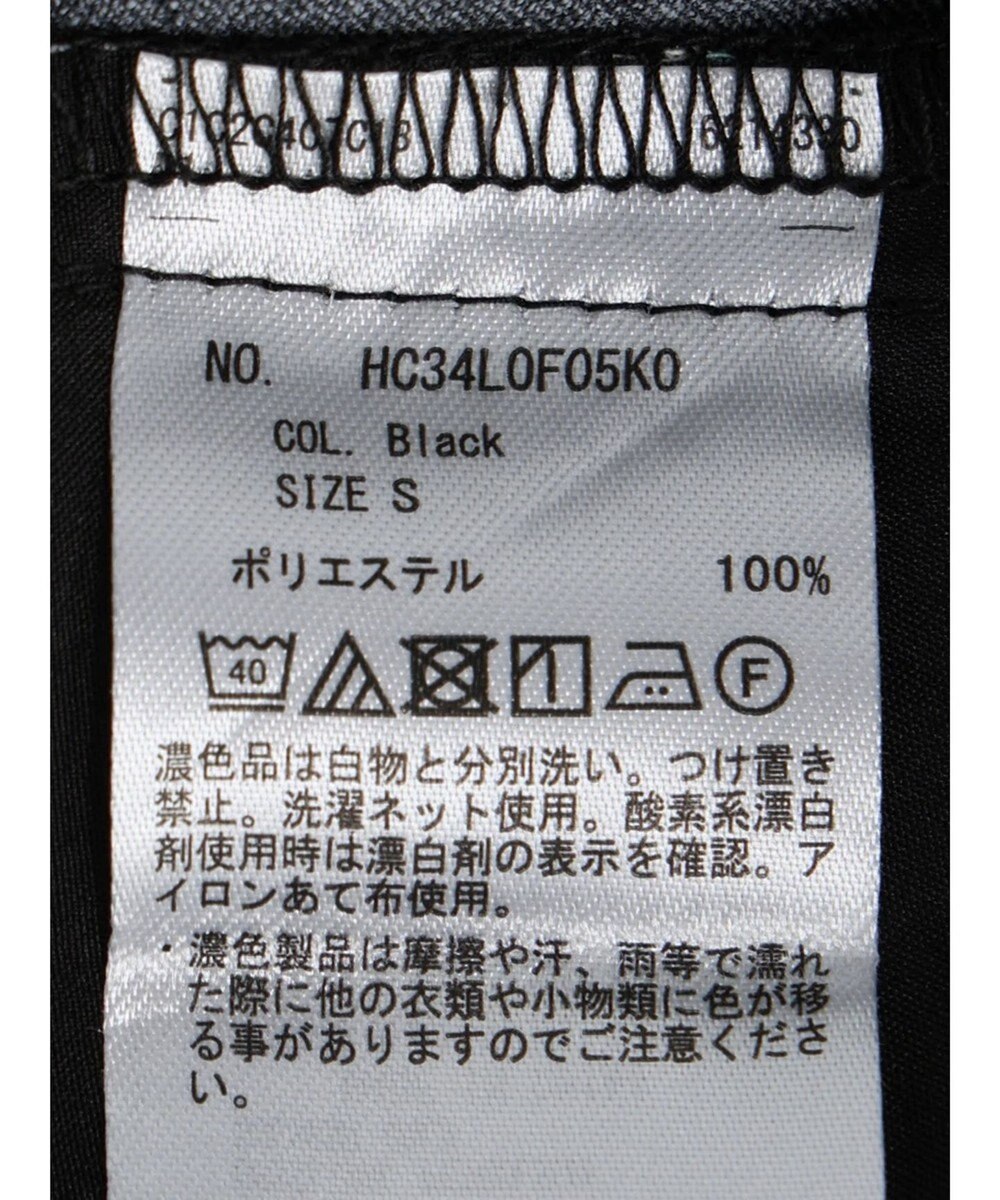 C1C2C4C7C13 6214330
NO. HC34L0F05K0
COL. Black
SIZE S
ポリエステル 100%
40 F
濃色品は白物と分別洗い。つけ置き
禁止。洗濯ネット使用。酸素系漂白
剤使用時は漂白剤の表示を確認。ア
イロンあて布使用。
・濃色製品は摩擦や汗、雨等で濡れ
た際に他の衣類や小物類に色が移
る事がありますのでご注意くださ
い。